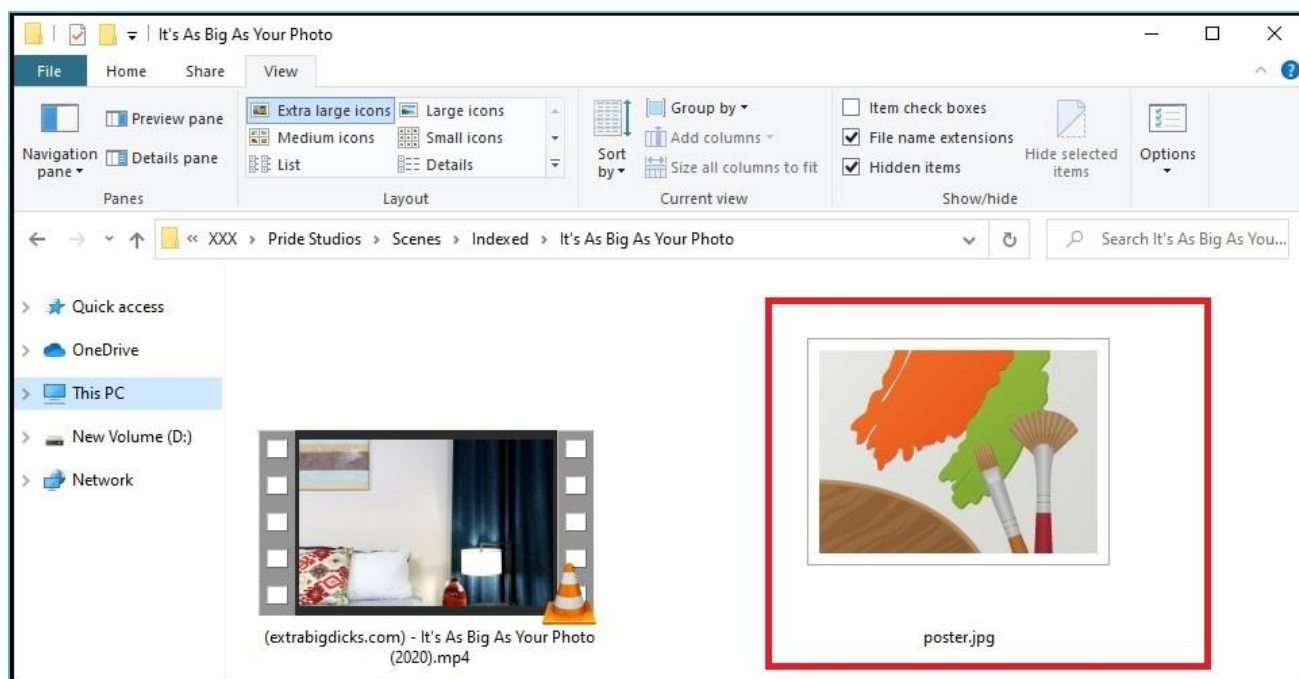 It's As Big As Your Photo
File Home Share View
Preview pane
Details pane
Navigation
pane
Panes
Extra large icons Large icons
Medium icons Small icons
List Details
Layout
Sort
by
Group by
Add columns
Size all columns to fit
Current view
Item check boxes
File name extensions
Hidden items
Hide selected
items
Show/hide
Options
« XXX > Pride Studios > Scenes > Indexed > It's As Big As Your Photo
Search It's As Big As You...
Quick access
OneDrive
This PC
New Volume (D:)
Network
(extrabigdicks.com) - It's As Big As Your Photo
(2020).mp4
poster.jpg